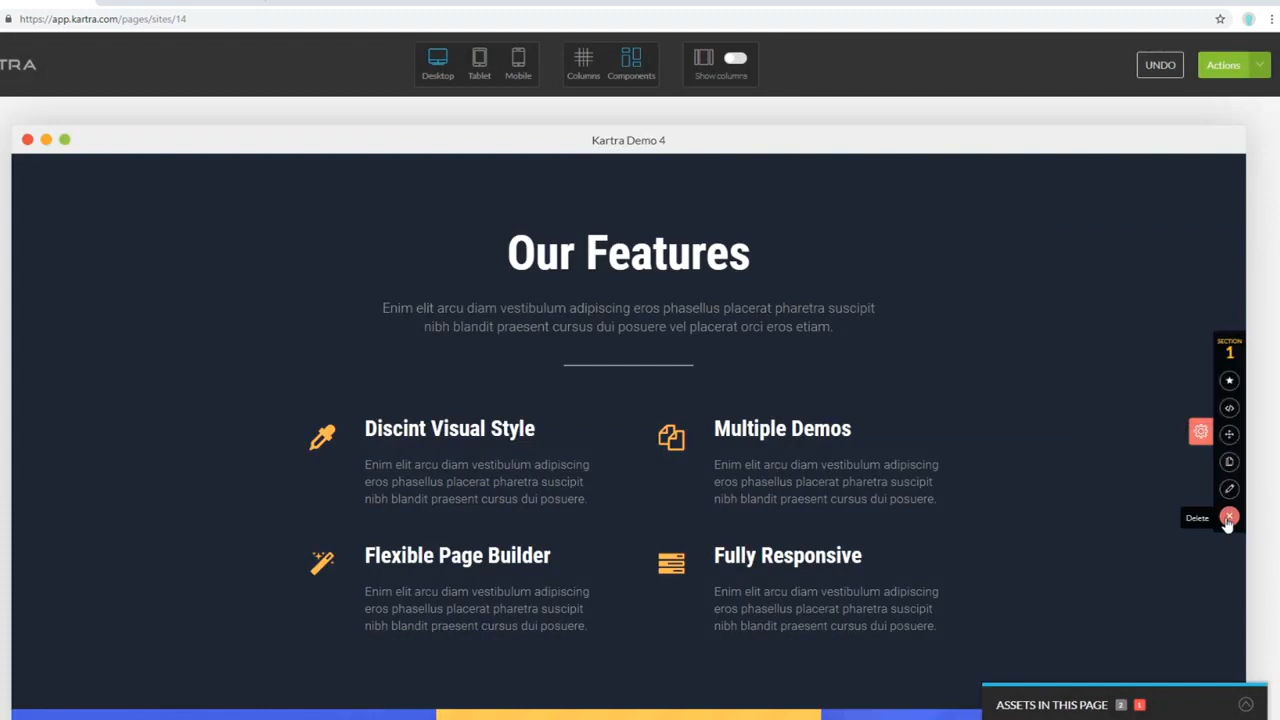 https://app.kartra.com/pages/sites/14
TRA
Desktop
Tablet
Mobile
Columns
Components
Show columns
UNDO
Actions
Kartra Demo 4
Our Features
Enim elit arcu diam vestibulum adipiscing eros phasellus placerat pharetra suscipit
nibh blandit praesent cursus dui posuere vel placerat orci eros etiam.
SECTION
1
Discint Visual Style
Enim elit arcu diam vestibulum adipiscing
eros phasellus placerat pharetra suscipit
nibh blandit praesent cursus dui posuere.
Multiple Demos
Enim elit arcu diam vestibulum adipiscing
eros phasellus placerat pharetra suscipit
nibh blandit praesent cursus dui posuere.
Delete
Flexible Page Builder
Enim elit arcu diam vestibulum adipiscing
eros phasellus placerat pharetra suscipit
nibh blandit praesent cursus dui posuere.
Fully Responsive
Enim elit arcu diam vestibulum adipiscing
eros phasellus placerat pharetra suscipit
nibh blandit praesent cursus dui posuere.
ASSETS IN THIS PAGE 2 1